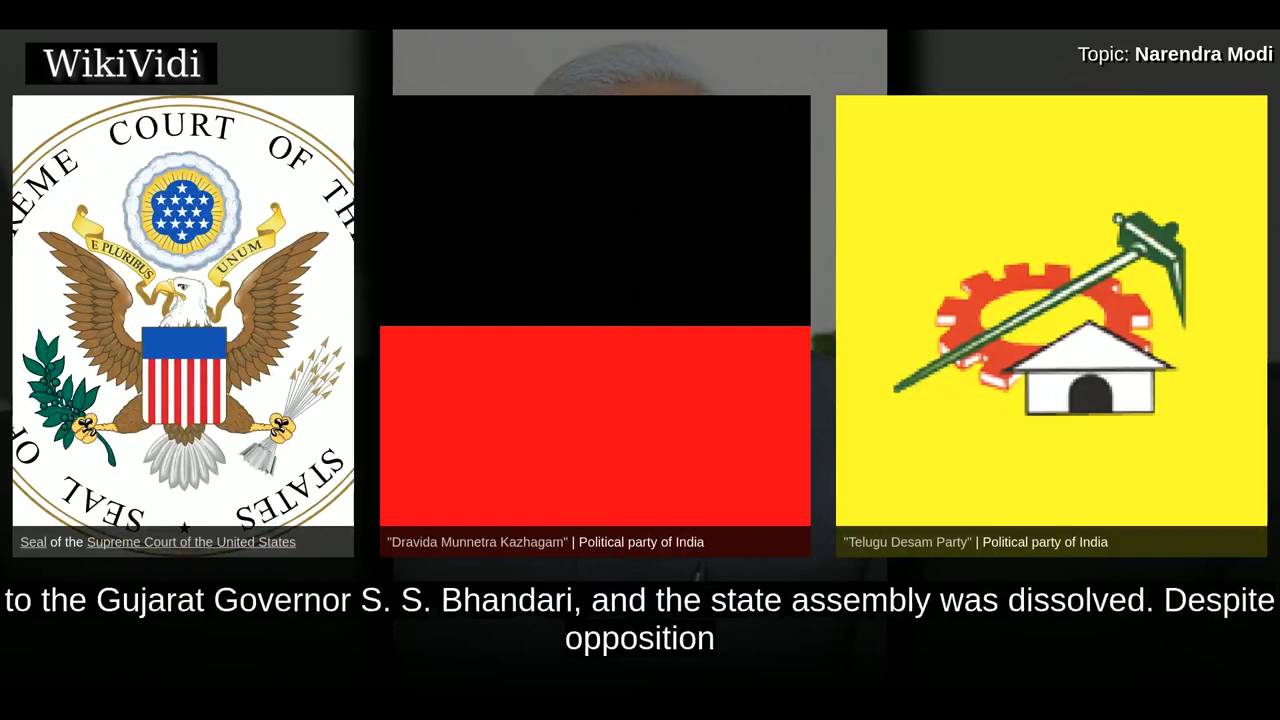 WikiVidi
Topic: Narendra Modi
COURT OF
E PLURIBUS UNUM
SEAL
STATES
Seal of the Supreme Court of the United States
"Dravida Munnetra Kazhagam" | Political party of India
"Telugu Desam Party" | Political party of India
to the Gujarat Governor S. S. Bhandari, and the state assembly was dissolved. Despite
opposition